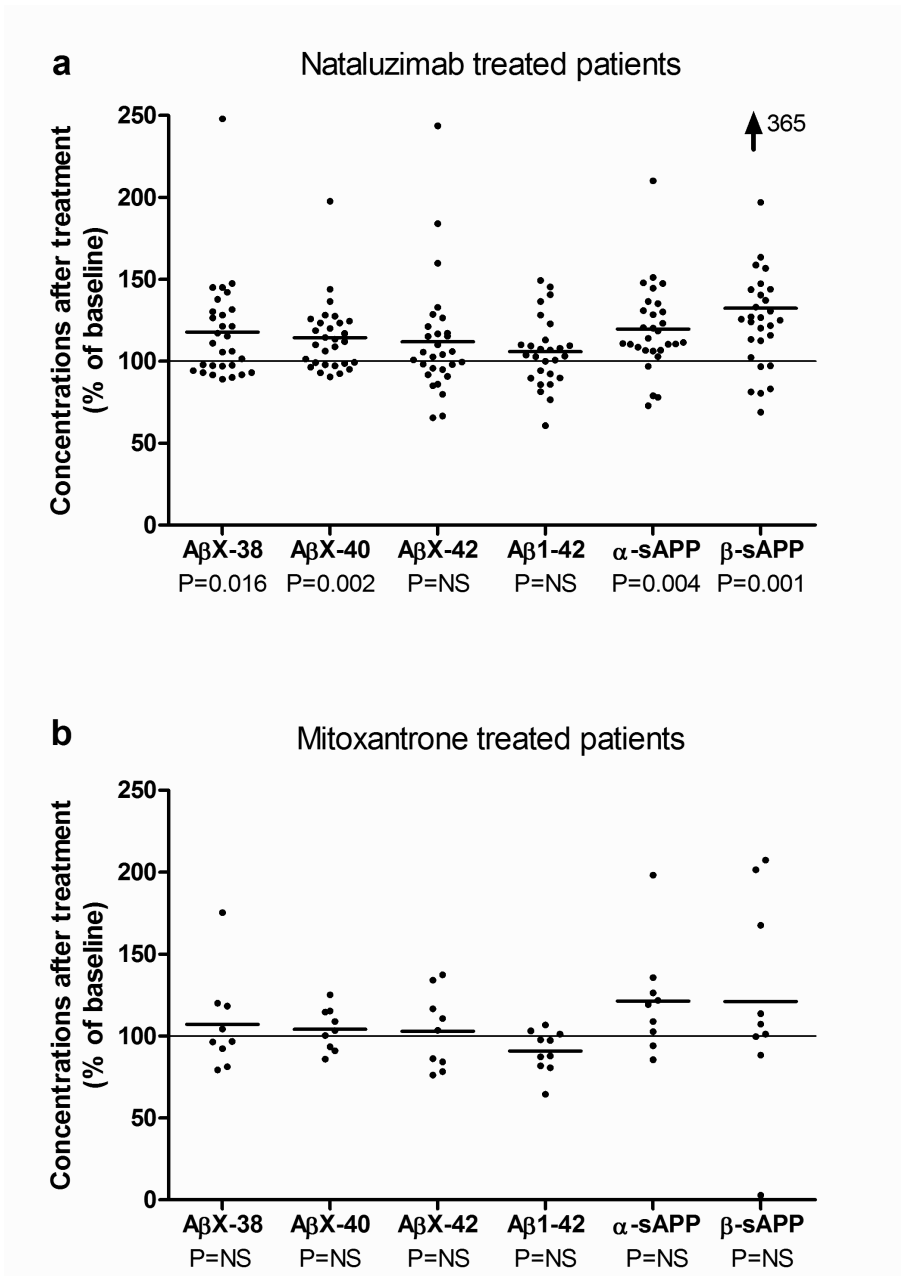 a
Nataluzimab treated patients
Concentrations after treatment
(% of baseline)
250
200
150
100
50
0
365
AβX-38 AβX-40 AβX-42 Aβ1-42 α-sAPP β-sAPP
P=0.016 P=0.002 P=NS P=NS P=0.004 P=0.001
b
Mitoxantrone treated patients
Concentrations after treatment
(% of baseline)
250
200
150
100
50
0
AβX-38 AβX-40 AβX-42 Aβ1-42 α-sAPP β-sAPP
P=NS P=NS P=NS P=NS P=NS P=NS